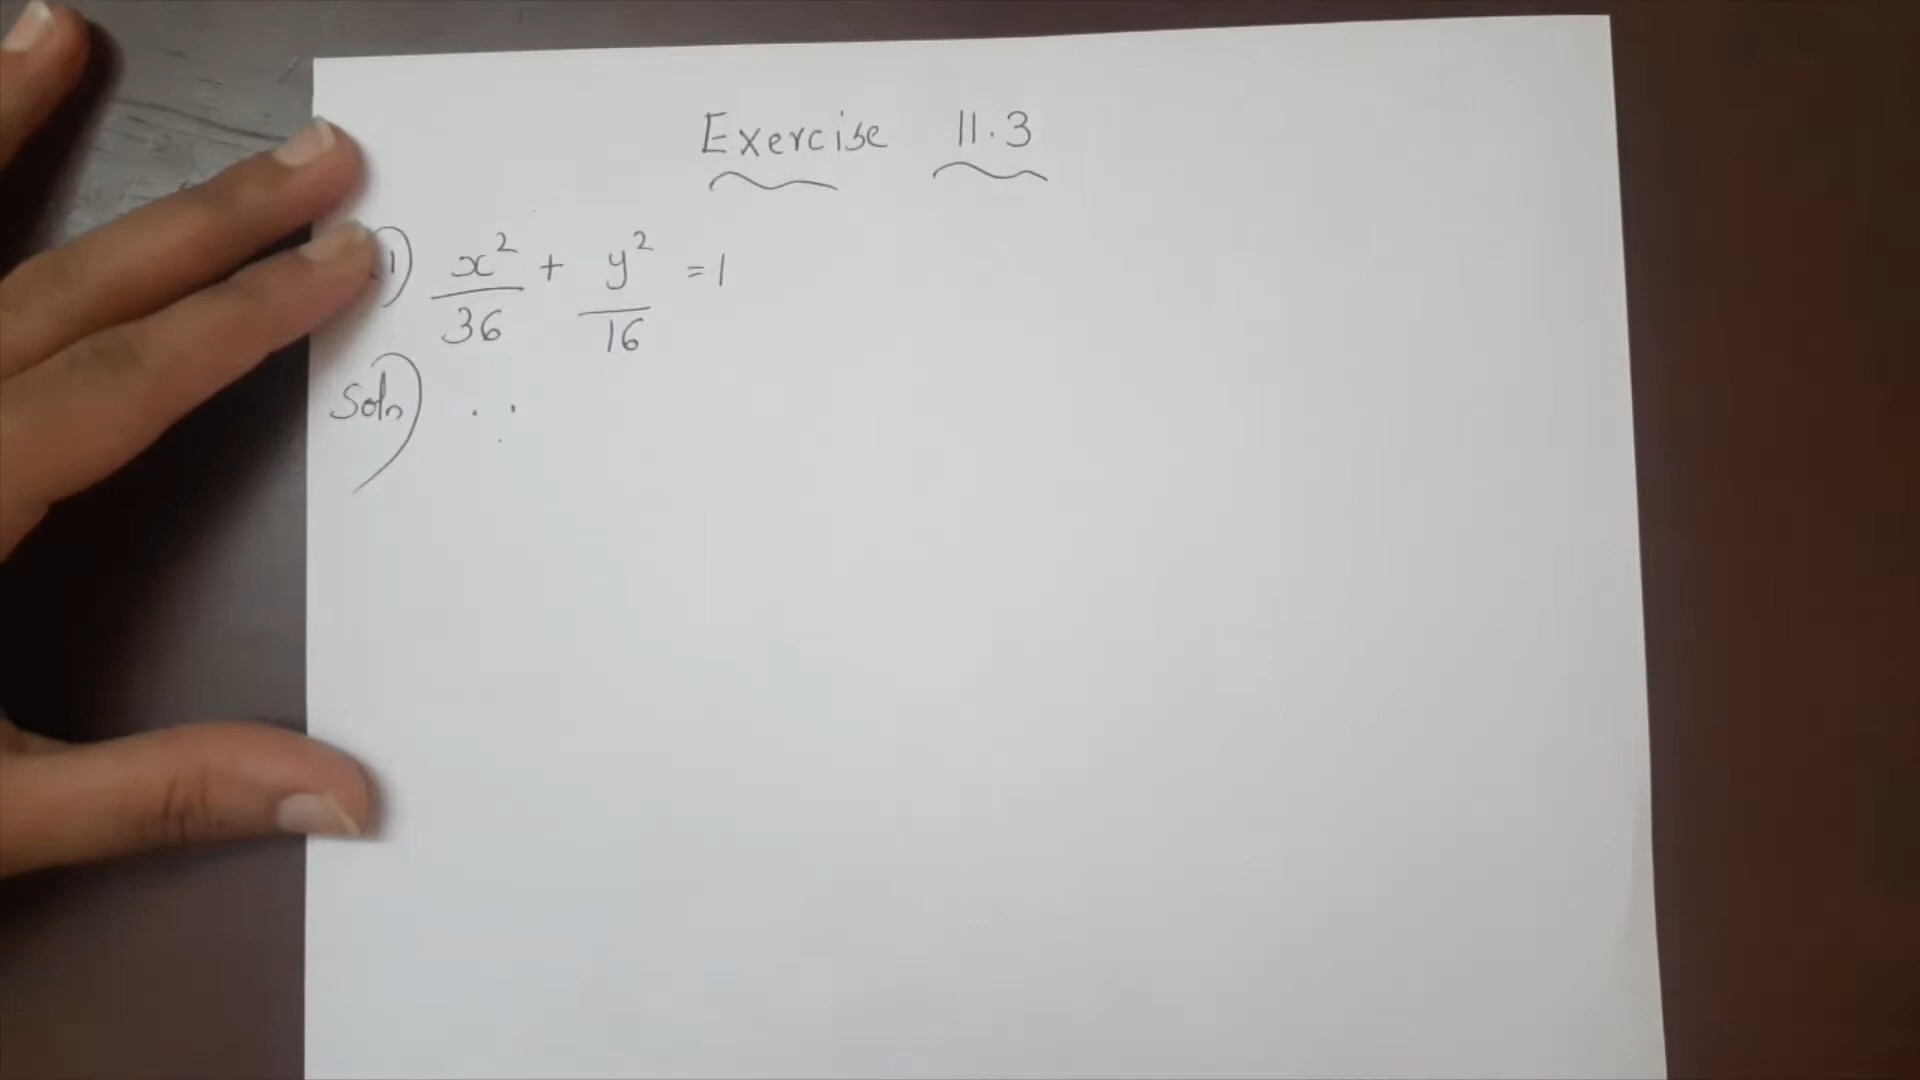 Exercise 11.3
1) x²/36 + y²/16 = 1
Soln) ∵